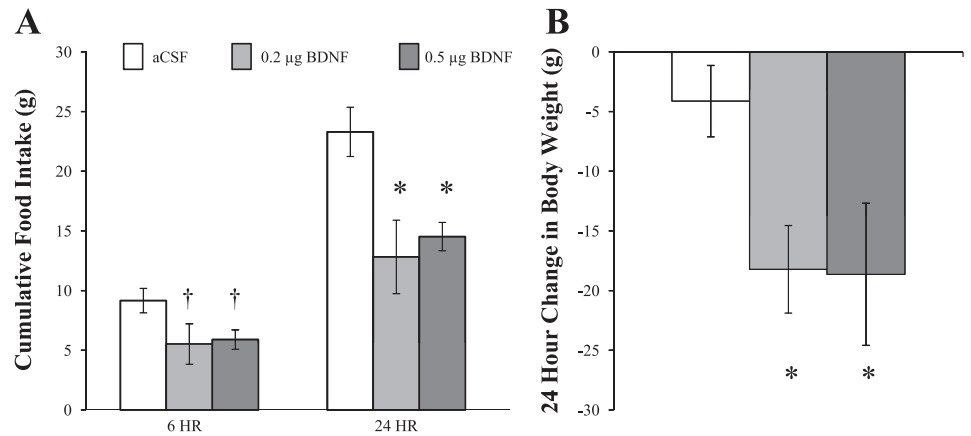 A
Cumulative Food Intake (g)
30
25
20
15
10
5
0
aCSF
0.2 µg BDNF
0.5 µg BDNF
†
†
*
*
6 HR
24 HR
B
24 Hour Change in Body Weight (g)
0
-5
-10
-15
-20
-25
-30
*
*